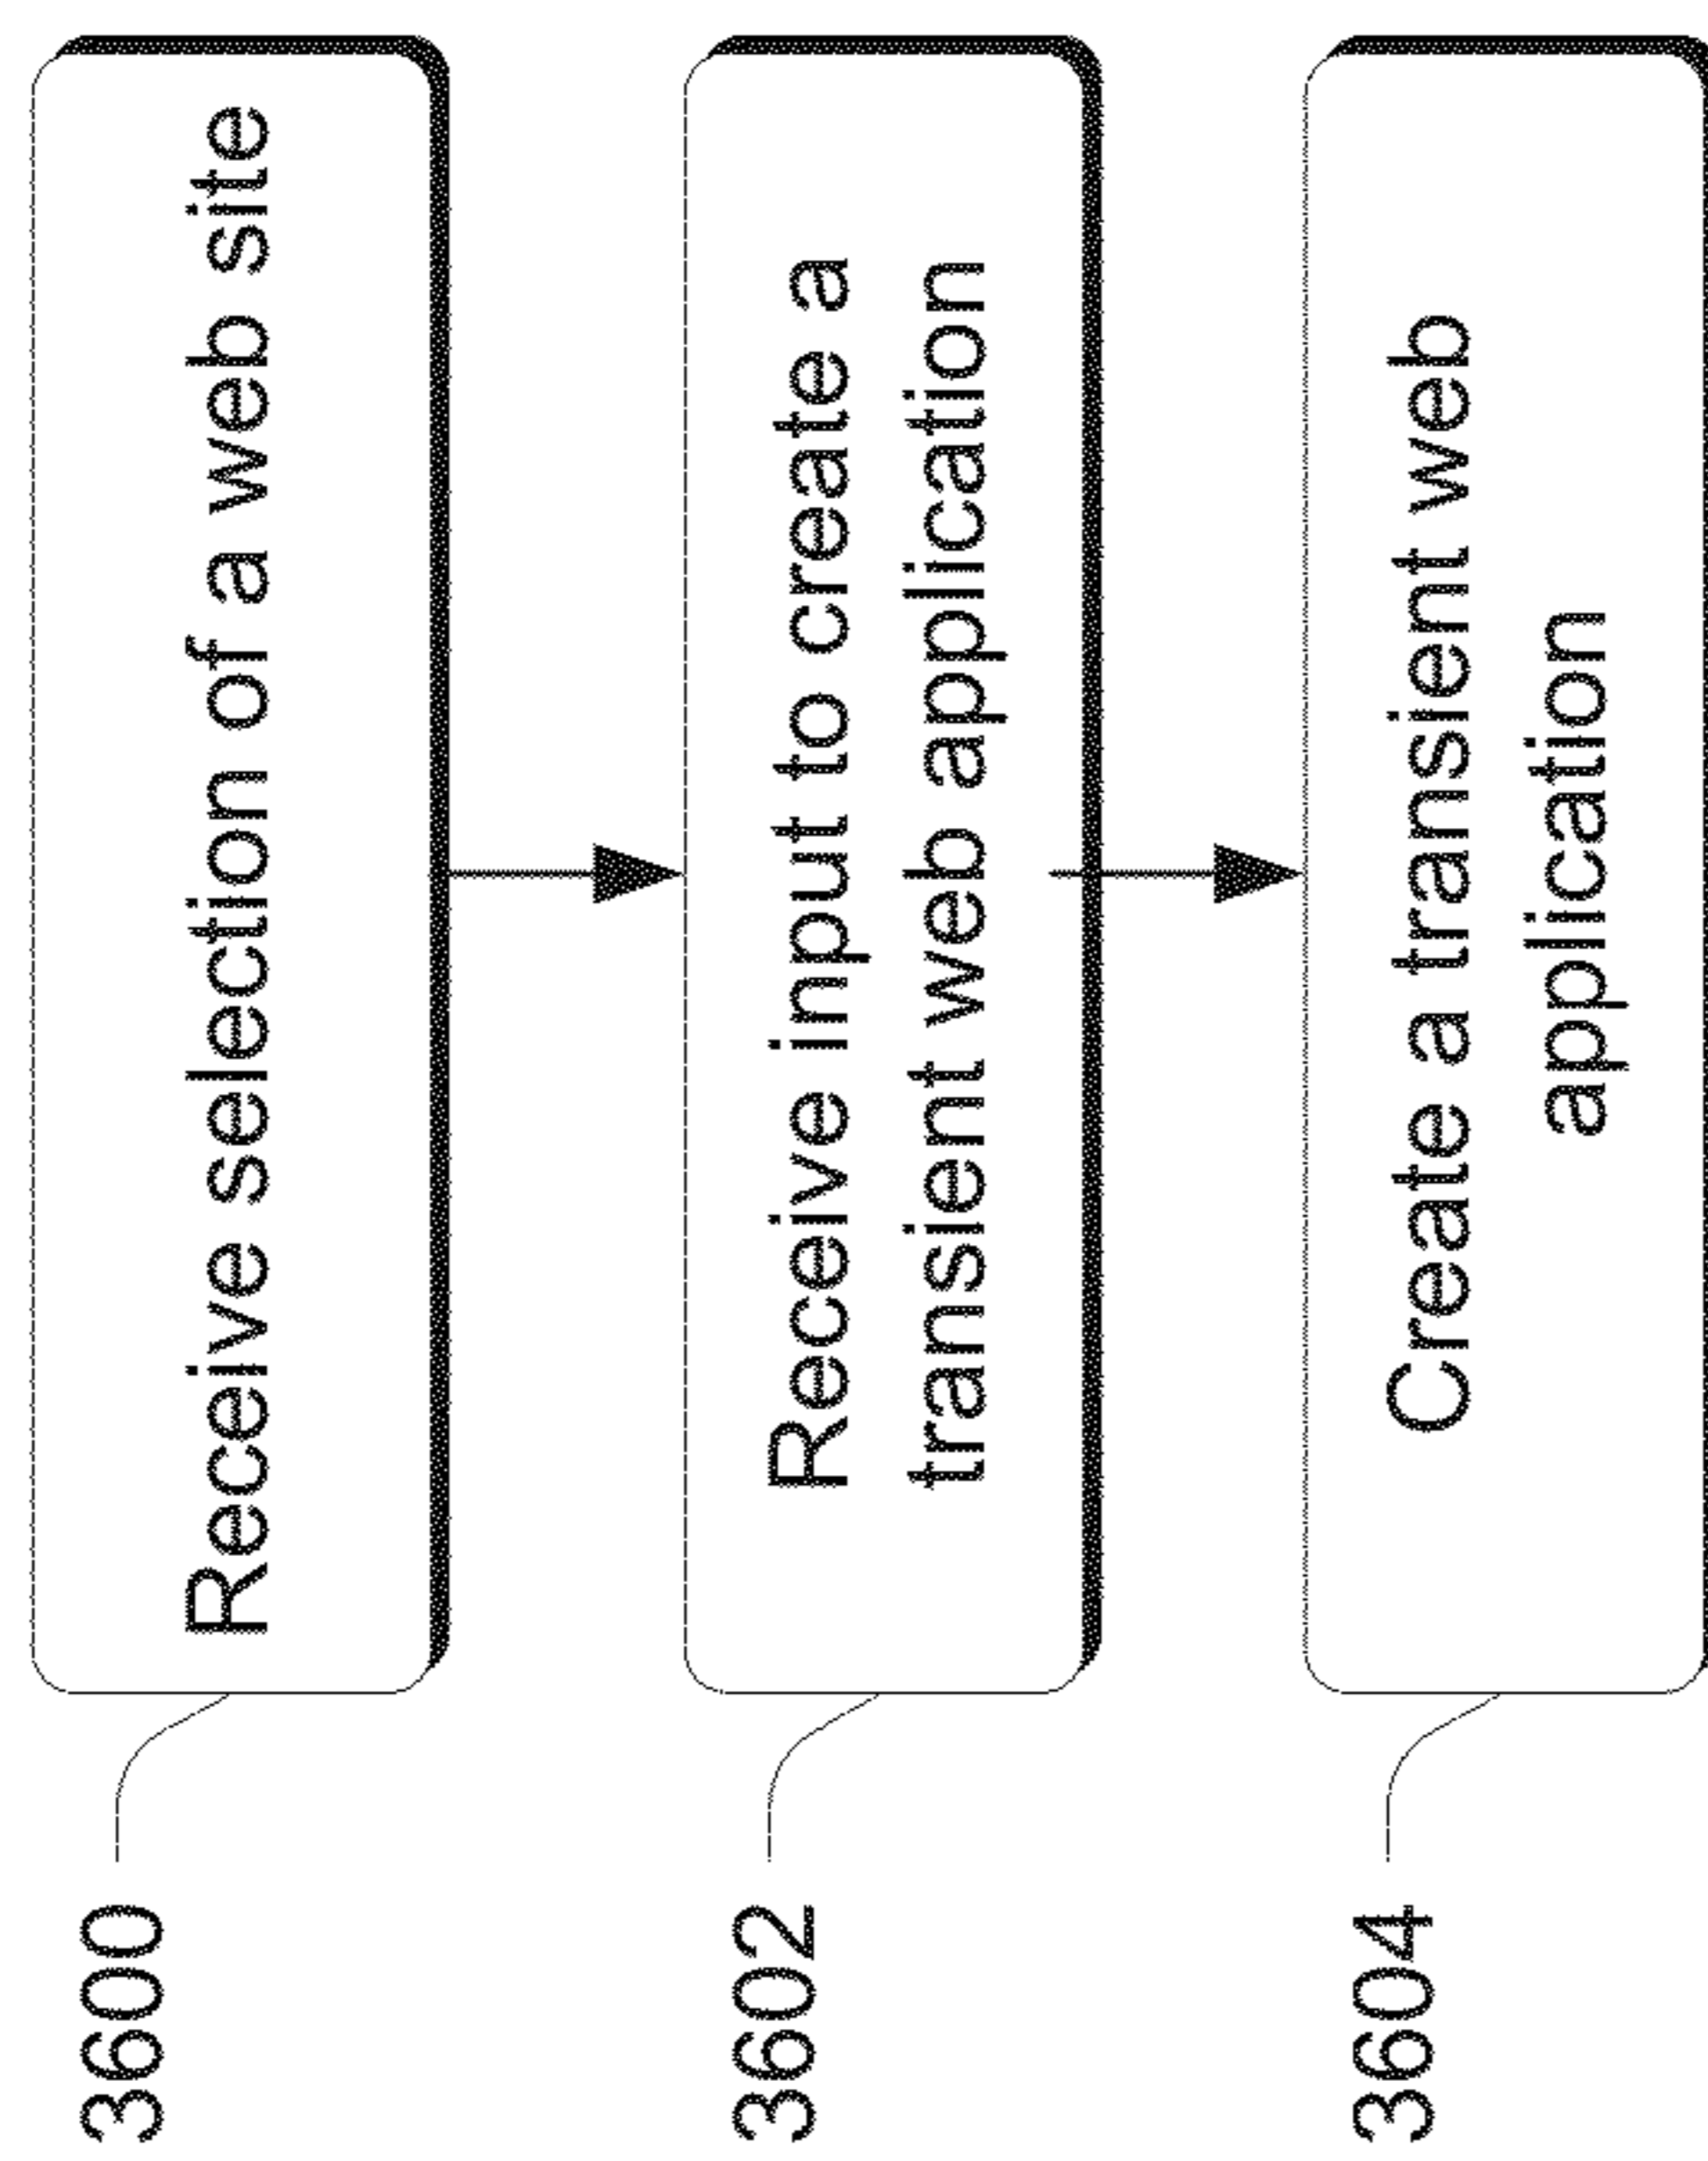 3600
Receive selection of a web site
3602
Receive input to create a
transient web application
3604
Create a transient web
application